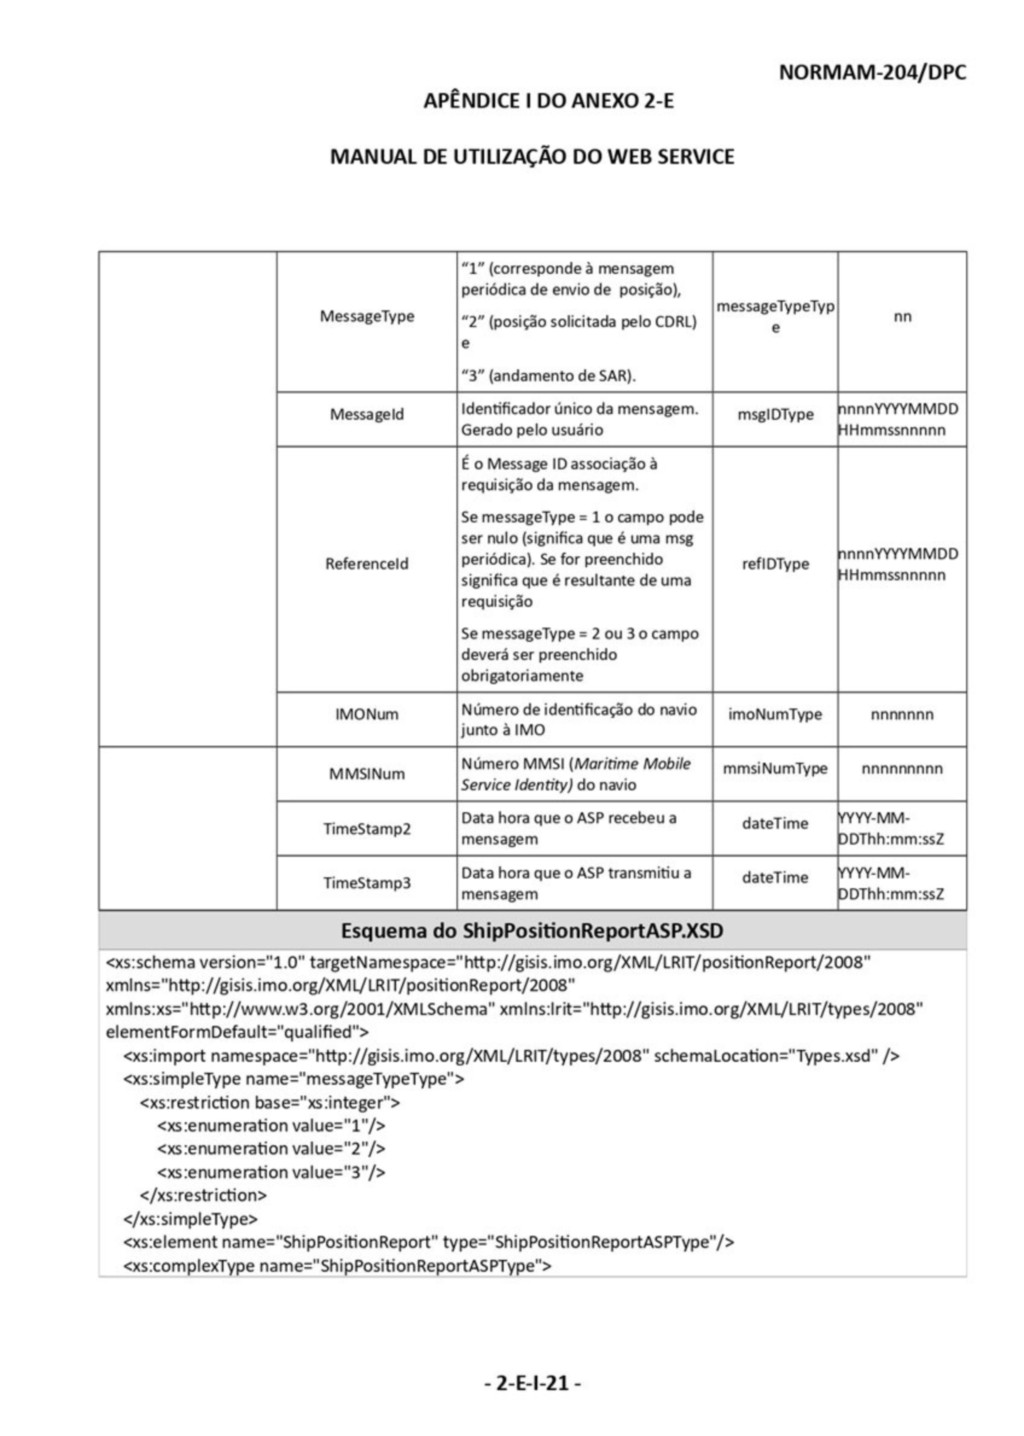 NORMAM-204/DPC
APÊNDICE I DO ANEXO 2-E
MANUAL DE UTILIZAÇÃO DO WEB SERVICE
MessageType
"1" (corresponde à mensagem
periódica de envio de posição),
"2" (posição solicitada pelo CDRL)
e
"3" (andamento de SAR).
messageTypeTyp
e
nn
MessageId
Identificador único da mensagem.
Gerado pelo usuário
msgIDType
nnnnYYYYMMDD
HHmmssnnnnn
ReferenceId
É o Message ID associação à
requisição da mensagem.
Se messageType = 1 o campo pode
ser nulo (significa que é uma msg
periódica). Se for preenchido
significa que é resultante de uma
requisição
Se messageType = 2 ou 3 o campo
deverá ser preenchido
obrigatoriamente
refIDType
nnnnYYYYMMDD
HHmmssnnnnn
IMONum
Número de identificação do navio
junto à IMO
imoNumType
nnnnnnn
MMSINum
Número MMSI (Maritime Mobile
Service Identity) do navio
mmsiNumType
nnnnnnnnn
TimeStamp2
Data hora que o ASP recebeu a
mensagem
dateTime
YYYY-MM-
DDThh:mm:ssZ
TimeStamp3
Data hora que o ASP transmitiu a
mensagem
dateTime
YYYY-MM-
DDThh:mm:ssZ
Esquema do ShipPositionReportASP.XSD
<xs:schema version="1.0" targetNamespace="http://gisis.imo.org/XML/LRIT/positionReport/2008"
xmlns="http://gisis.imo.org/XML/LRIT/positionReport/2008"
xmlns:xs="http://www.w3.org/2001/XMLSchema" xmlns:lrit="http://gisis.imo.org/XML/LRIT/types/2008"
elementFormDefault="qualified">
<xs:import namespace="http://gisis.imo.org/XML/LRIT/types/2008" schemaLocation="Types.xsd" />
<xs:simpleType name="messageTypeType">
<xs:restriction base="xs:integer">
<xs:enumeration value="1"/>
<xs:enumeration value="2"/>
<xs:enumeration value="3"/>
</xs:restriction>
</xs:simpleType>
<xs:element name="ShipPositionReport" type="ShipPositionReportASPType"/>
<xs:complexType name="ShipPositionReportASPType">
- 2-E-I-21 -